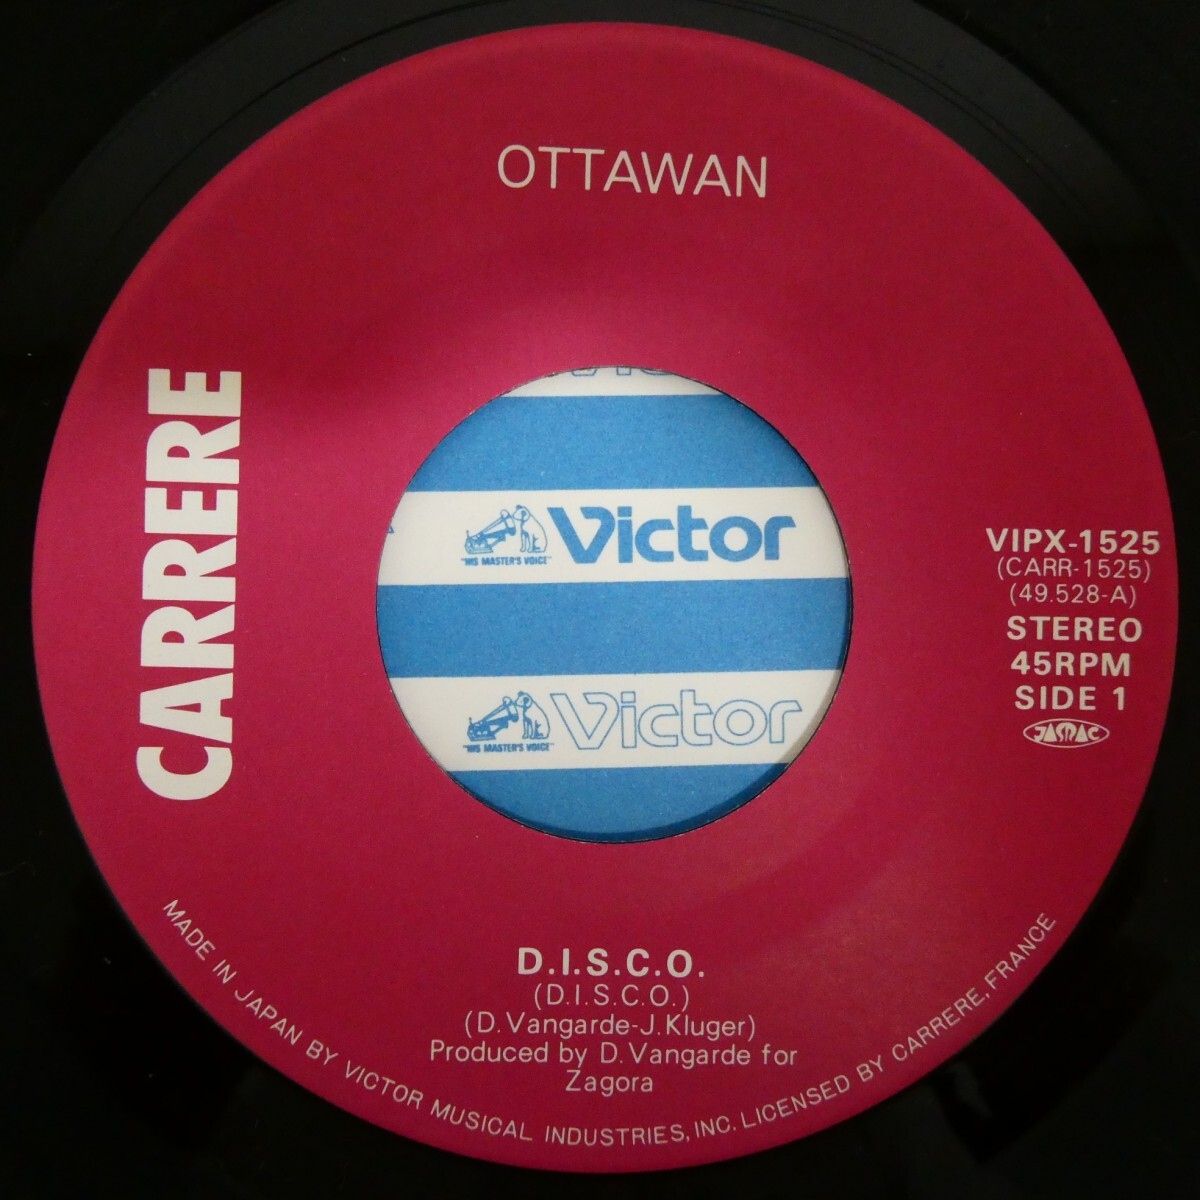 OTTAWAN
CARRERE
Victor
"HIS MASTER'S VOICE"
Victor
"HIS MASTER'S VOICE"
VIPX-1525
(CARR-1525)
(49.528-A)
STEREO
45RPM
SIDE 1
JASRAC
D.I.S.C.O.
(D.I.S.C.O.)
(D.Vangarde-J.Kluger)
Produced by D.Vangarde for
Zagora
MADE IN JAPAN BY VICTOR MUSICAL INDUSTRIES, INC. LICENSED BY CARRERE, FRANCE